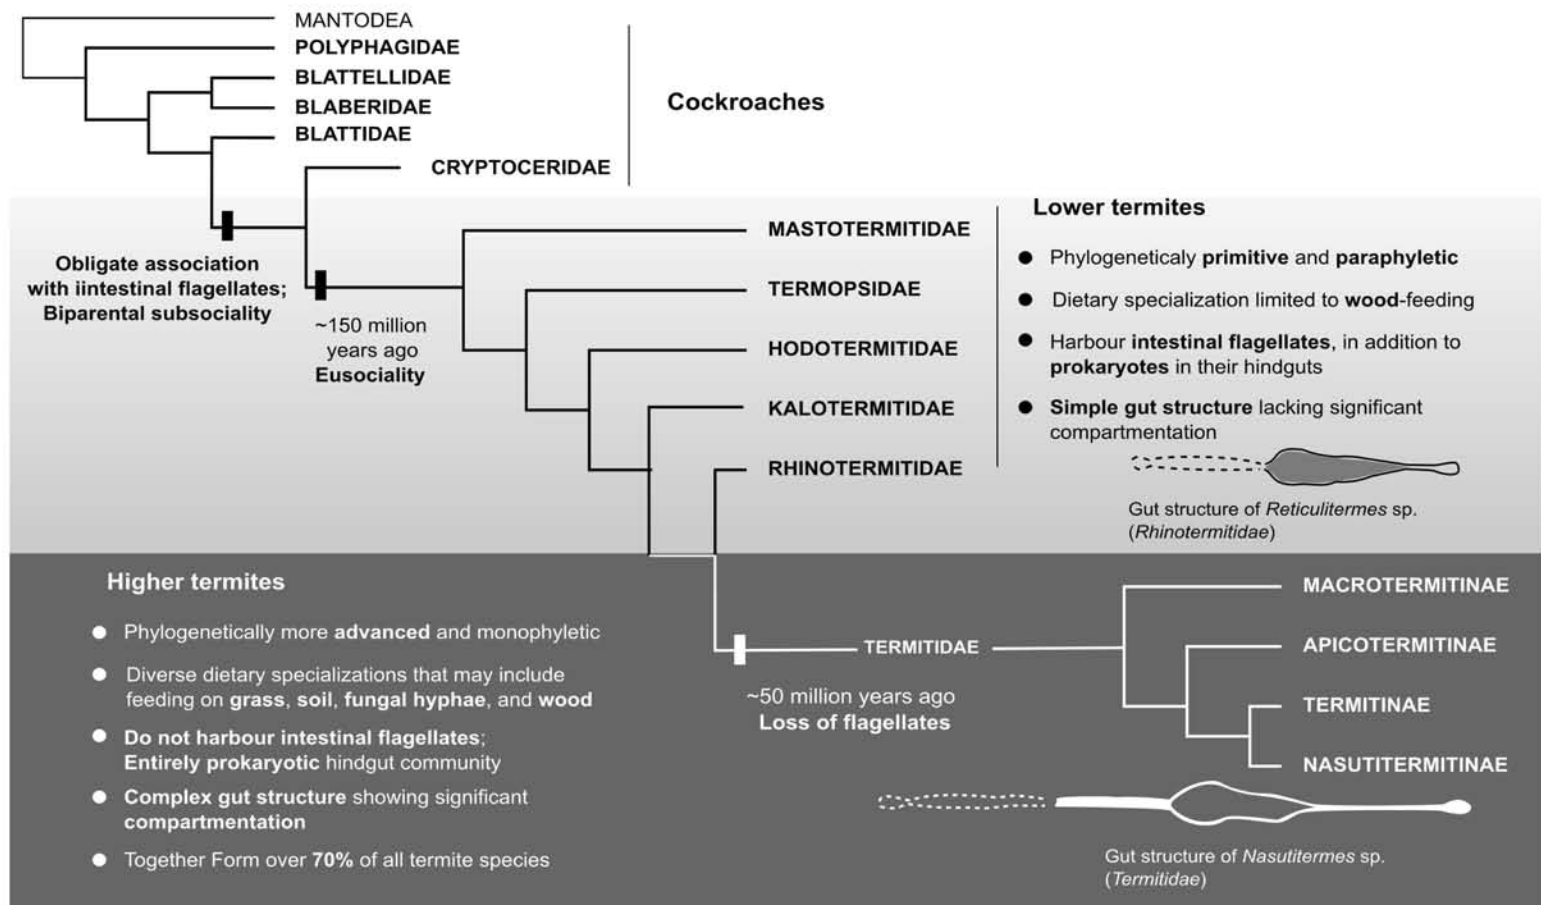 MANTODEA
POLYPHAGIDAE
BLATTELLIDAE
BLABERIDAE
BLATTIDAE
CRYPTOCERIDAE
Cockroaches
Obligate association
with iintestinal flagellates;
Biparental subsociality
~150 million
years ago
Eusociality
MASTOTERMITIDAE
TERMOPSIDAE
HODOTERMITIDAE
KALOTERMITIDAE
RHINOTERMITIDAE
Lower termites
● Phylogeneticaly primitive and paraphyletic
● Dietary specialization limited to wood-feeding
● Harbour intestinal flagellates, in addition to
prokaryotes in their hindguts
● Simple gut structure lacking significant
compartmentation
Gut structure of Reticulitermes sp.
(Rhinotermitidae)
Higher termites
● Phylogenetically more advanced and monophyletic
● Diverse dietary specializations that may include
feeding on grass, soil, fungal hyphae, and wood
● Do not harbour intestinal flagellates;
Entirely prokaryotic hindgut community
● Complex gut structure showing significant
compartmentation
● Together Form over 70% of all termite species
TERMITIDAE
~50 million years ago
Loss of flagellates
MACROTERMITINAE
APICOTERMITINAE
TERMITINAE
NASUTITERMITINAE
Gut structure of Nasutitermes sp.
(Termitidae)